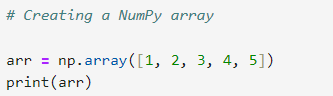 # Creating a NumPy array
arr = np.array([1, 2, 3, 4, 5])
print(arr)